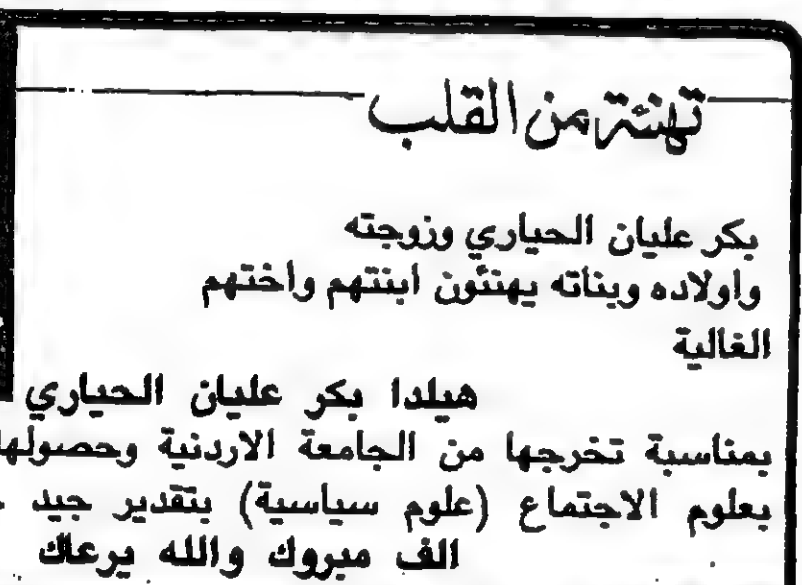 تهنئة من القلب
بكر عليان الحياري وزوجته
واولاده وبناته يهنئون ابنتهم واختهم
الغالية
هيلدا بكر عليان الحياري
بمناسبة تخرجها من الجامعة الاردنية وحصولها
بعلوم الاجتماع (علوم سياسية) بتقدير جيد
الف مبروك والله يرعاك